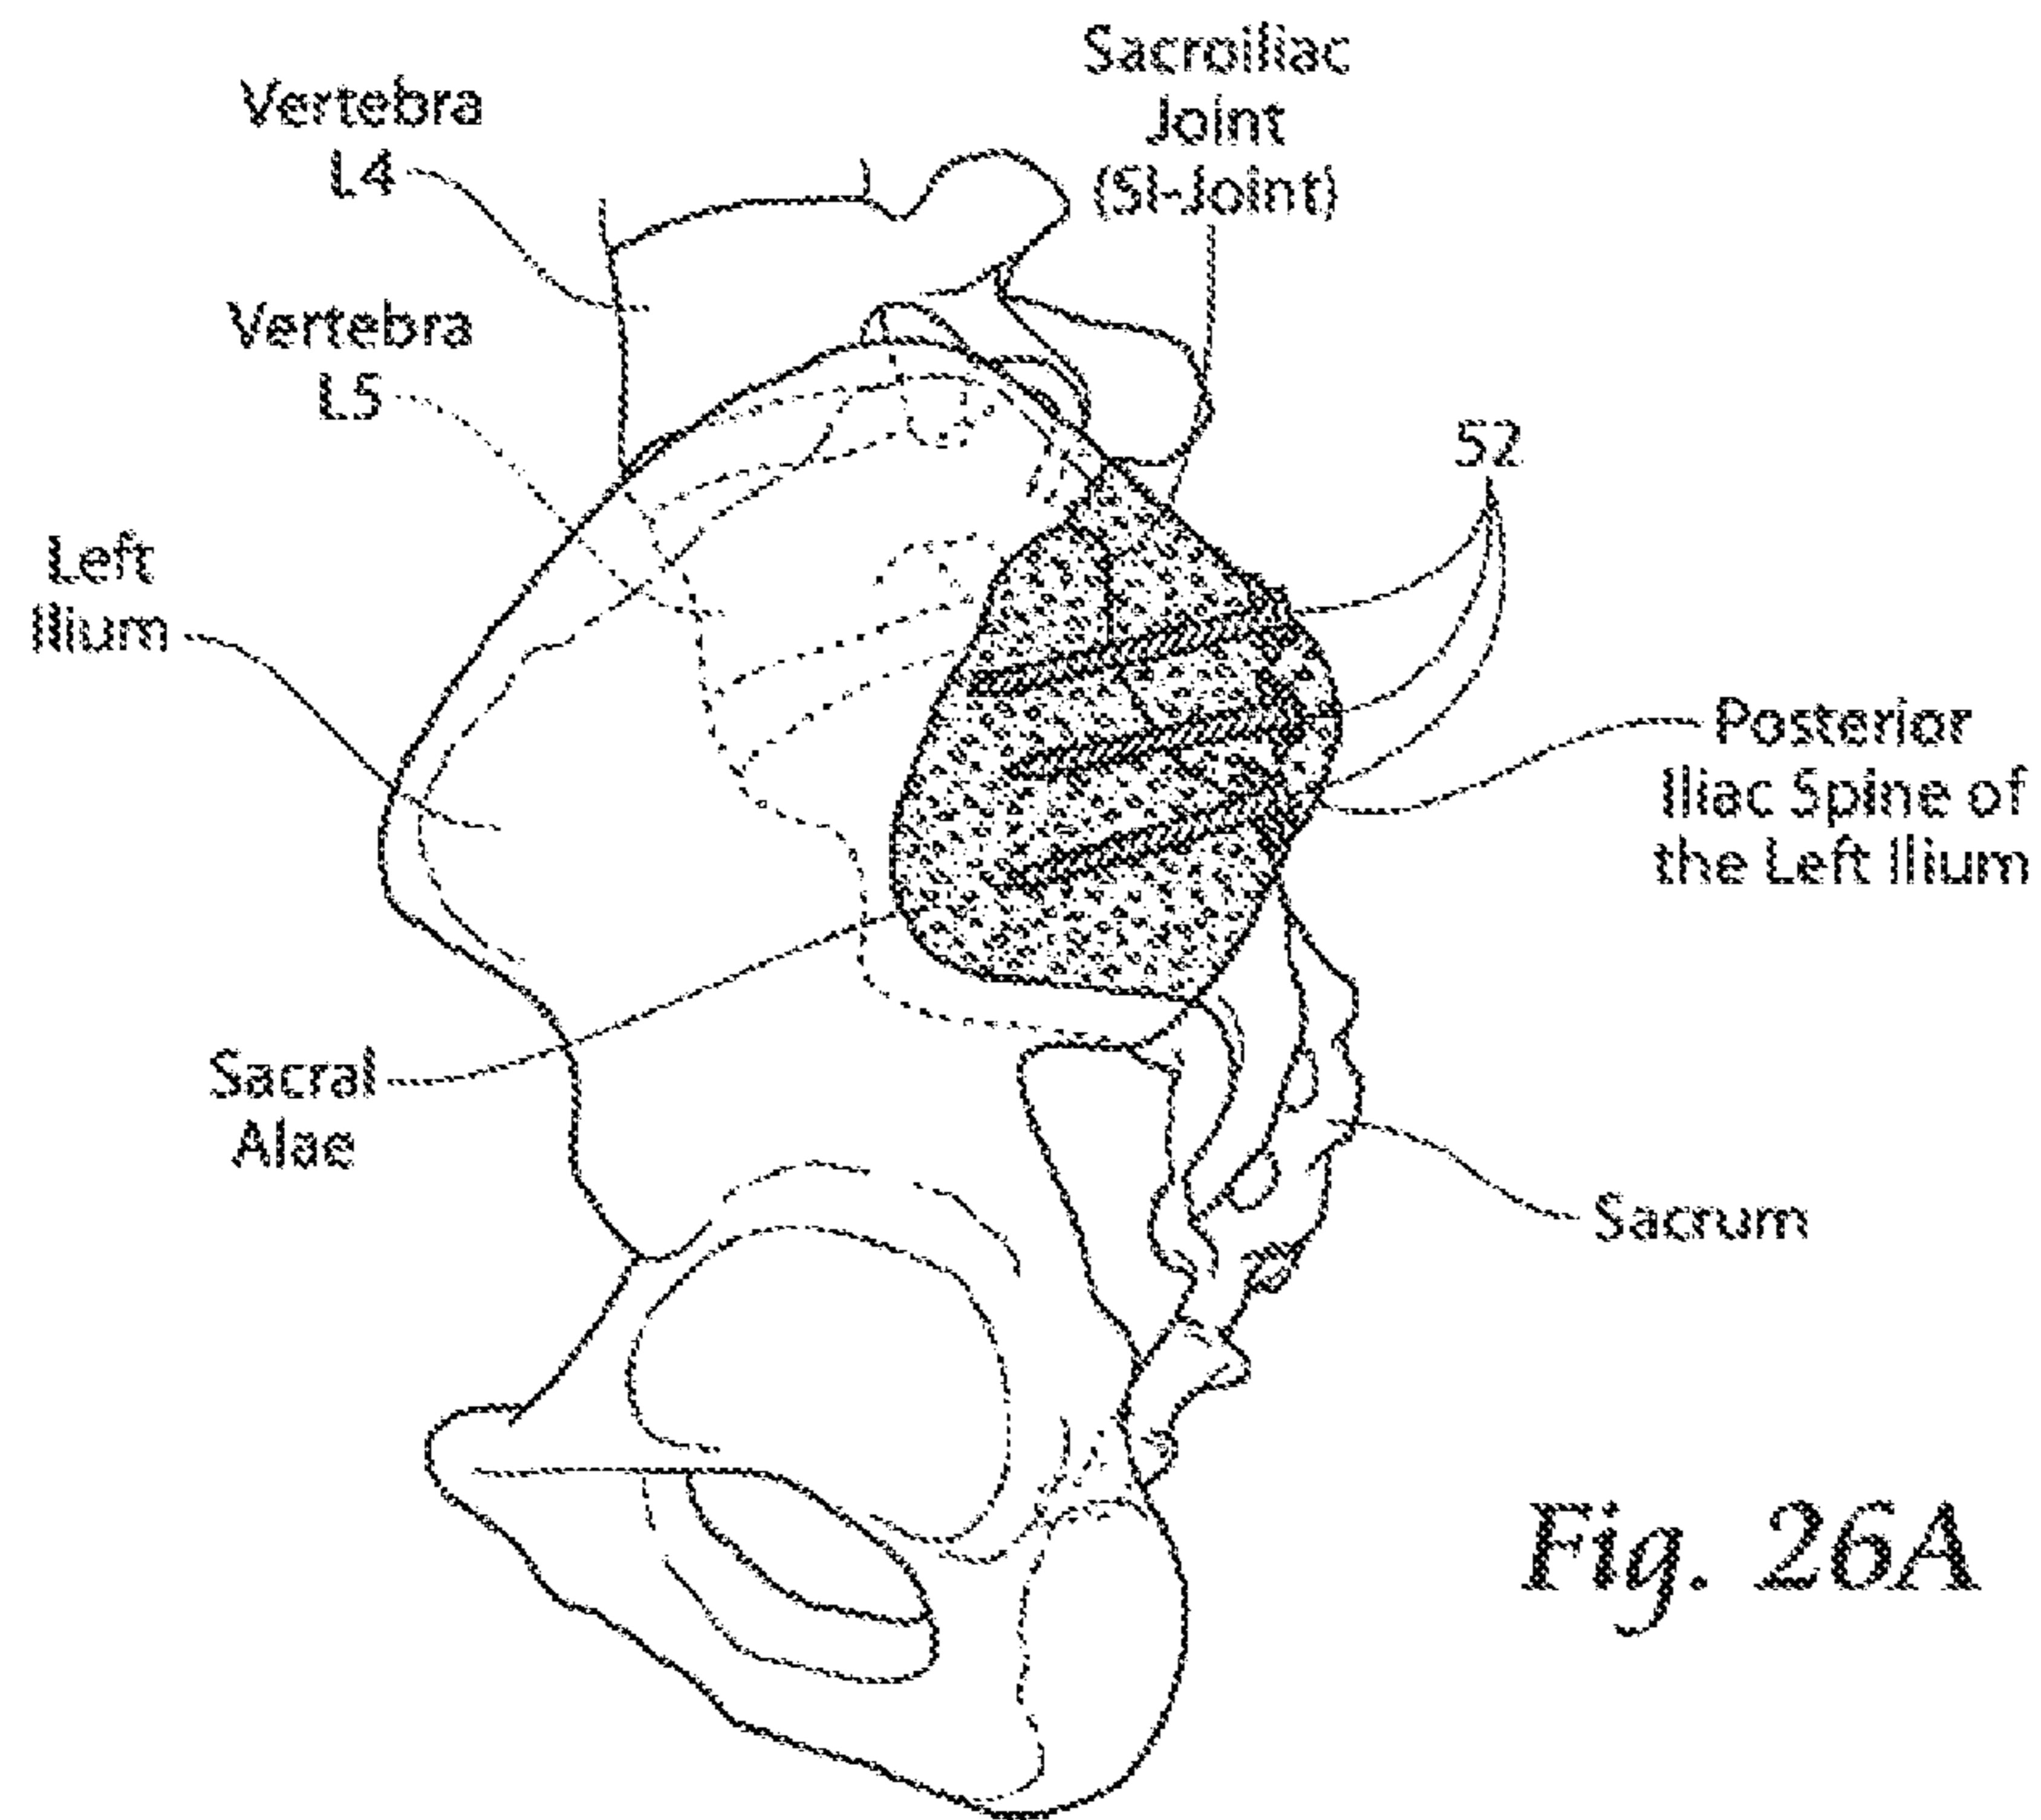 Sacroiliac
Joint
(SI-Joint)
Vertebra
L4
Vertebra
L5
52
Left
Ilium
Posterior
Iliac Spine of
the Left Ilium
Sacral
Alae
Sacrum
Fig. 26A